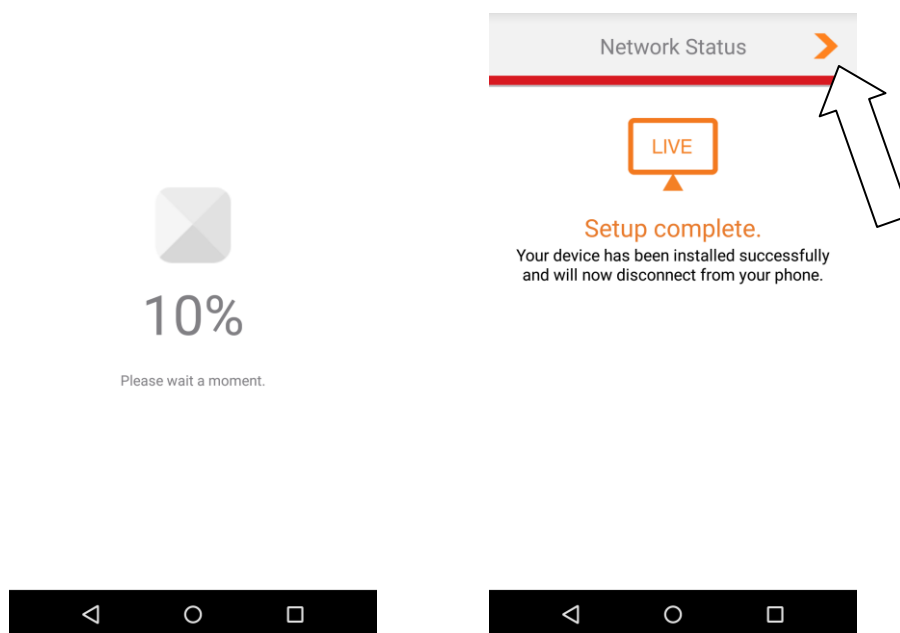 10%
Please wait a moment.
Network Status
LIVE
Setup complete.
Your device has been installed successfully
and will now disconnect from your phone.